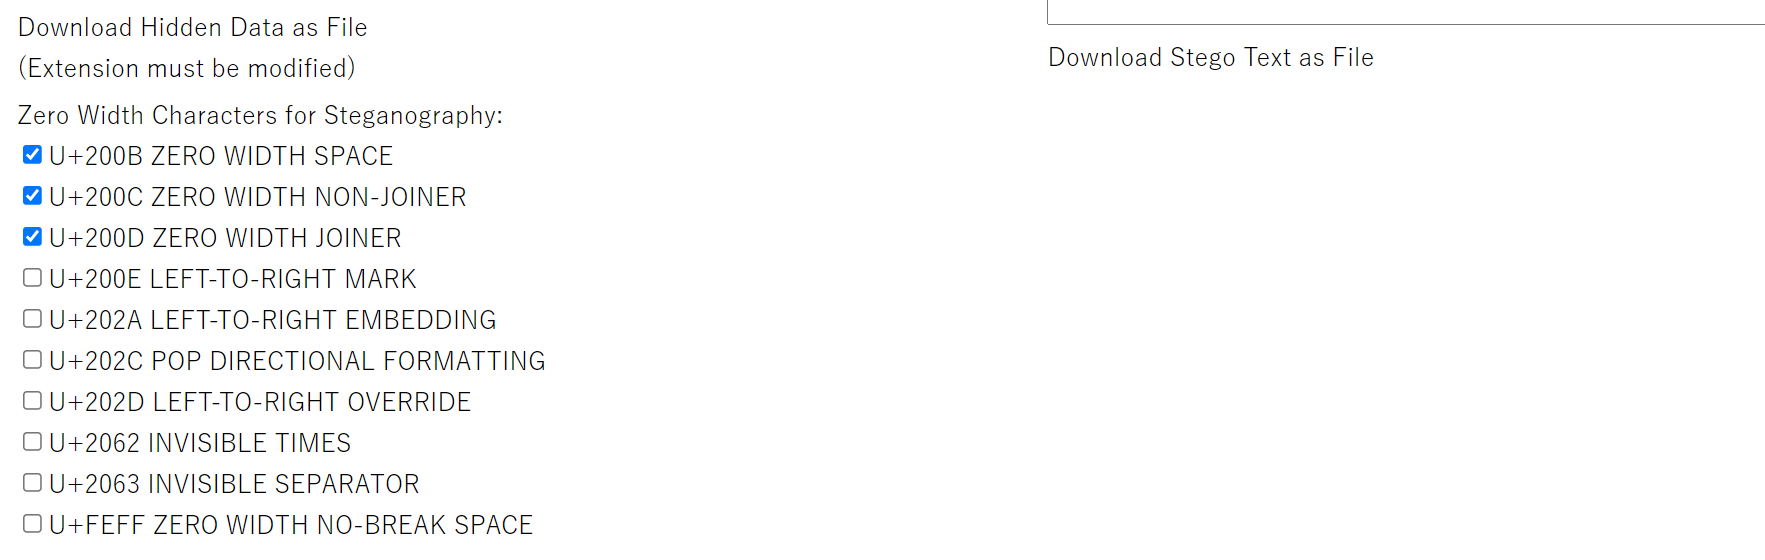 Download Hidden Data as File
(Extension must be modified)
Zero Width Characters for Steganography:
U+200B ZERO WIDTH SPACE
U+200C ZERO WIDTH NON-JOINER
U+200D ZERO WIDTH JOINER
U+200E LEFT-TO-RIGHT MARK
U+202A LEFT-TO-RIGHT EMBEDDING
U+202C POP DIRECTIONAL FORMATTING
U+202D LEFT-TO-RIGHT OVERRIDE
U+2062 INVISIBLE TIMES
U+2063 INVISIBLE SEPARATOR
U+FEFF ZERO WIDTH NO-BREAK SPACE
Download Stego Text as File